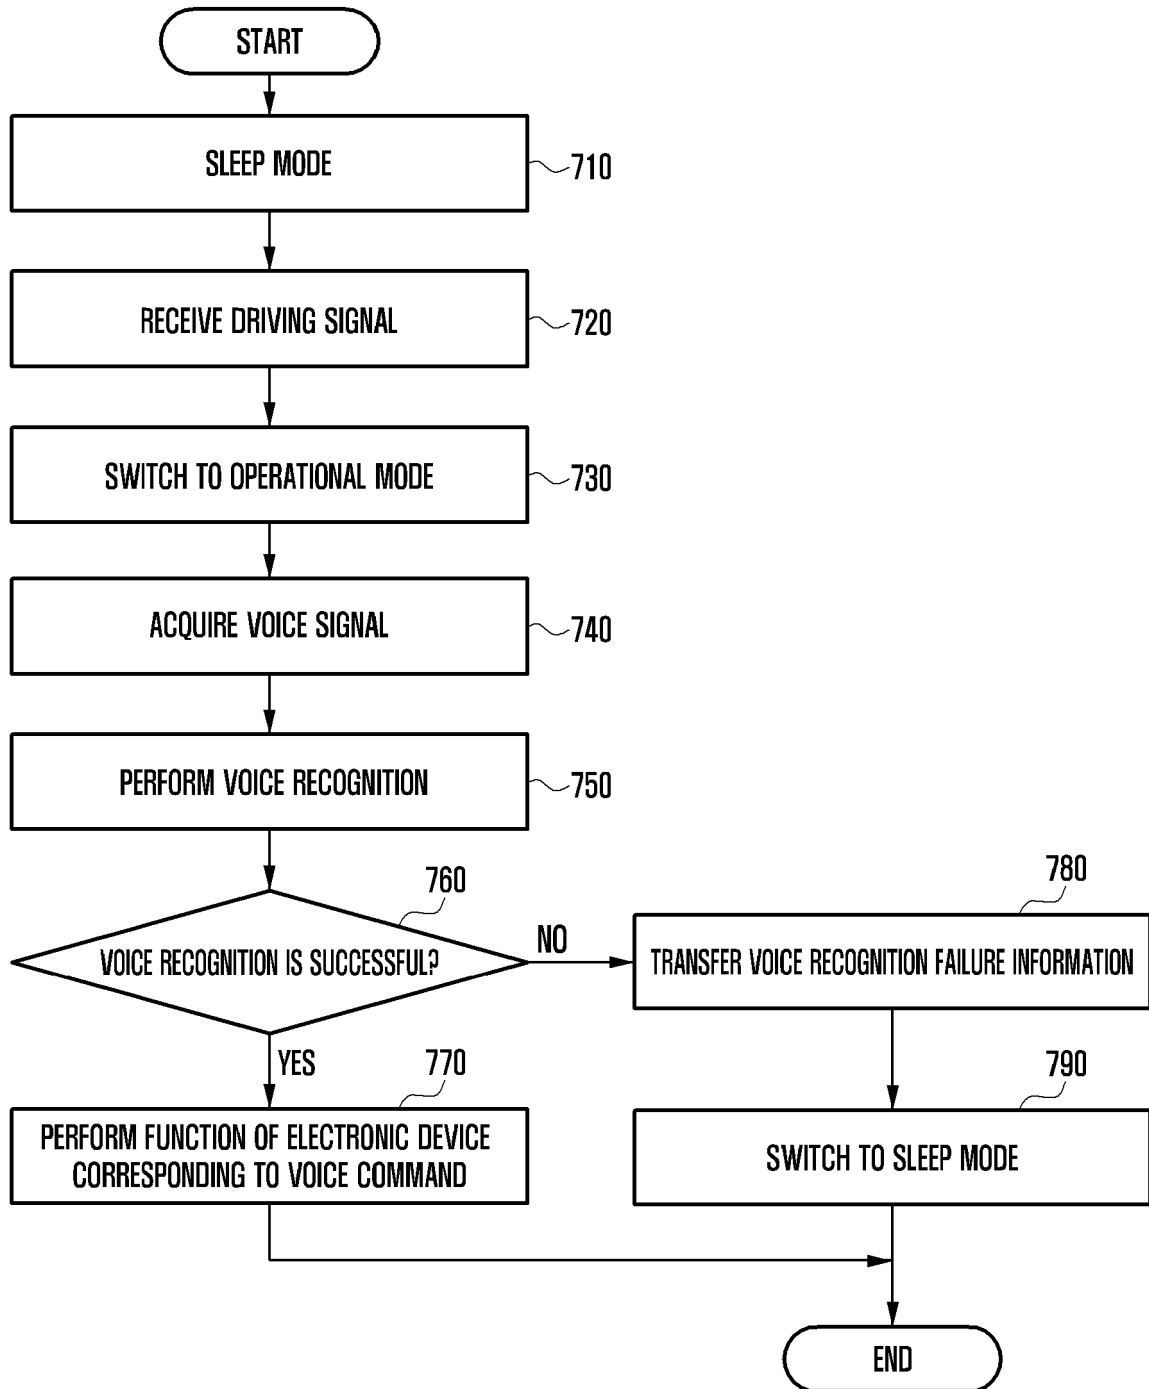 START
SLEEP MODE
710
RECEIVE DRIVING SIGNAL
720
SWITCH TO OPERATIONAL MODE
730
ACQUIRE VOICE SIGNAL
740
PERFORM VOICE RECOGNITION
750
760
VOICE RECOGNITION IS SUCCESSFUL?
NO
780
TRANSFER VOICE RECOGNITION FAILURE INFORMATION
YES
770
PERFORM FUNCTION OF ELECTRONIC DEVICE
CORRESPONDING TO VOICE COMMAND
790
SWITCH TO SLEEP MODE
END